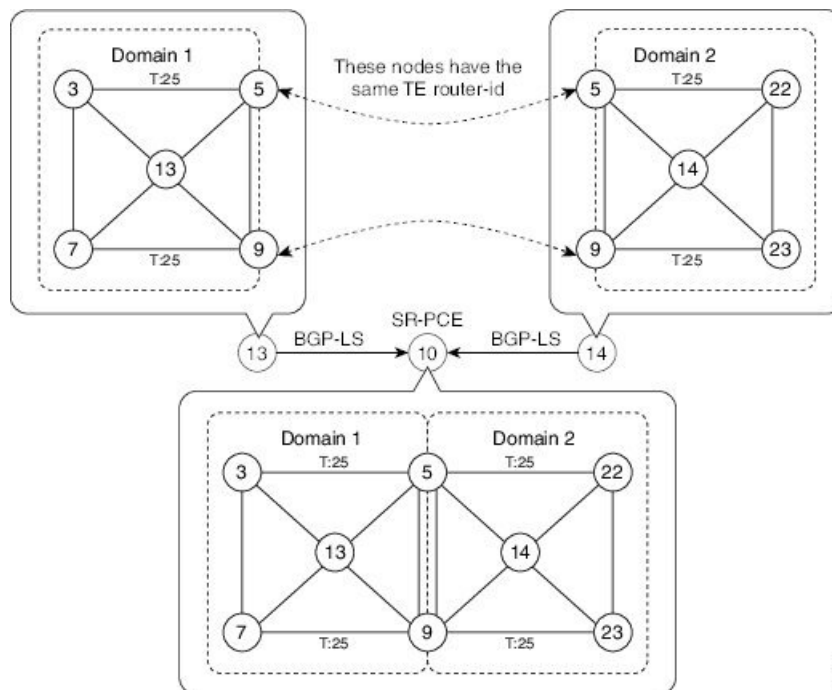 Domain 1
T:25
3
5
13
7
9
T:25
These nodes have the
same TE router-id
Domain 2
T:25
5
22
14
9
23
T:25
SR-PCE
13
BGP-LS
10
BGP-LS
14
Domain 1
Domain 2
T:25
T:25
3
5
22
13
14
7
9
23
T:25
T:25